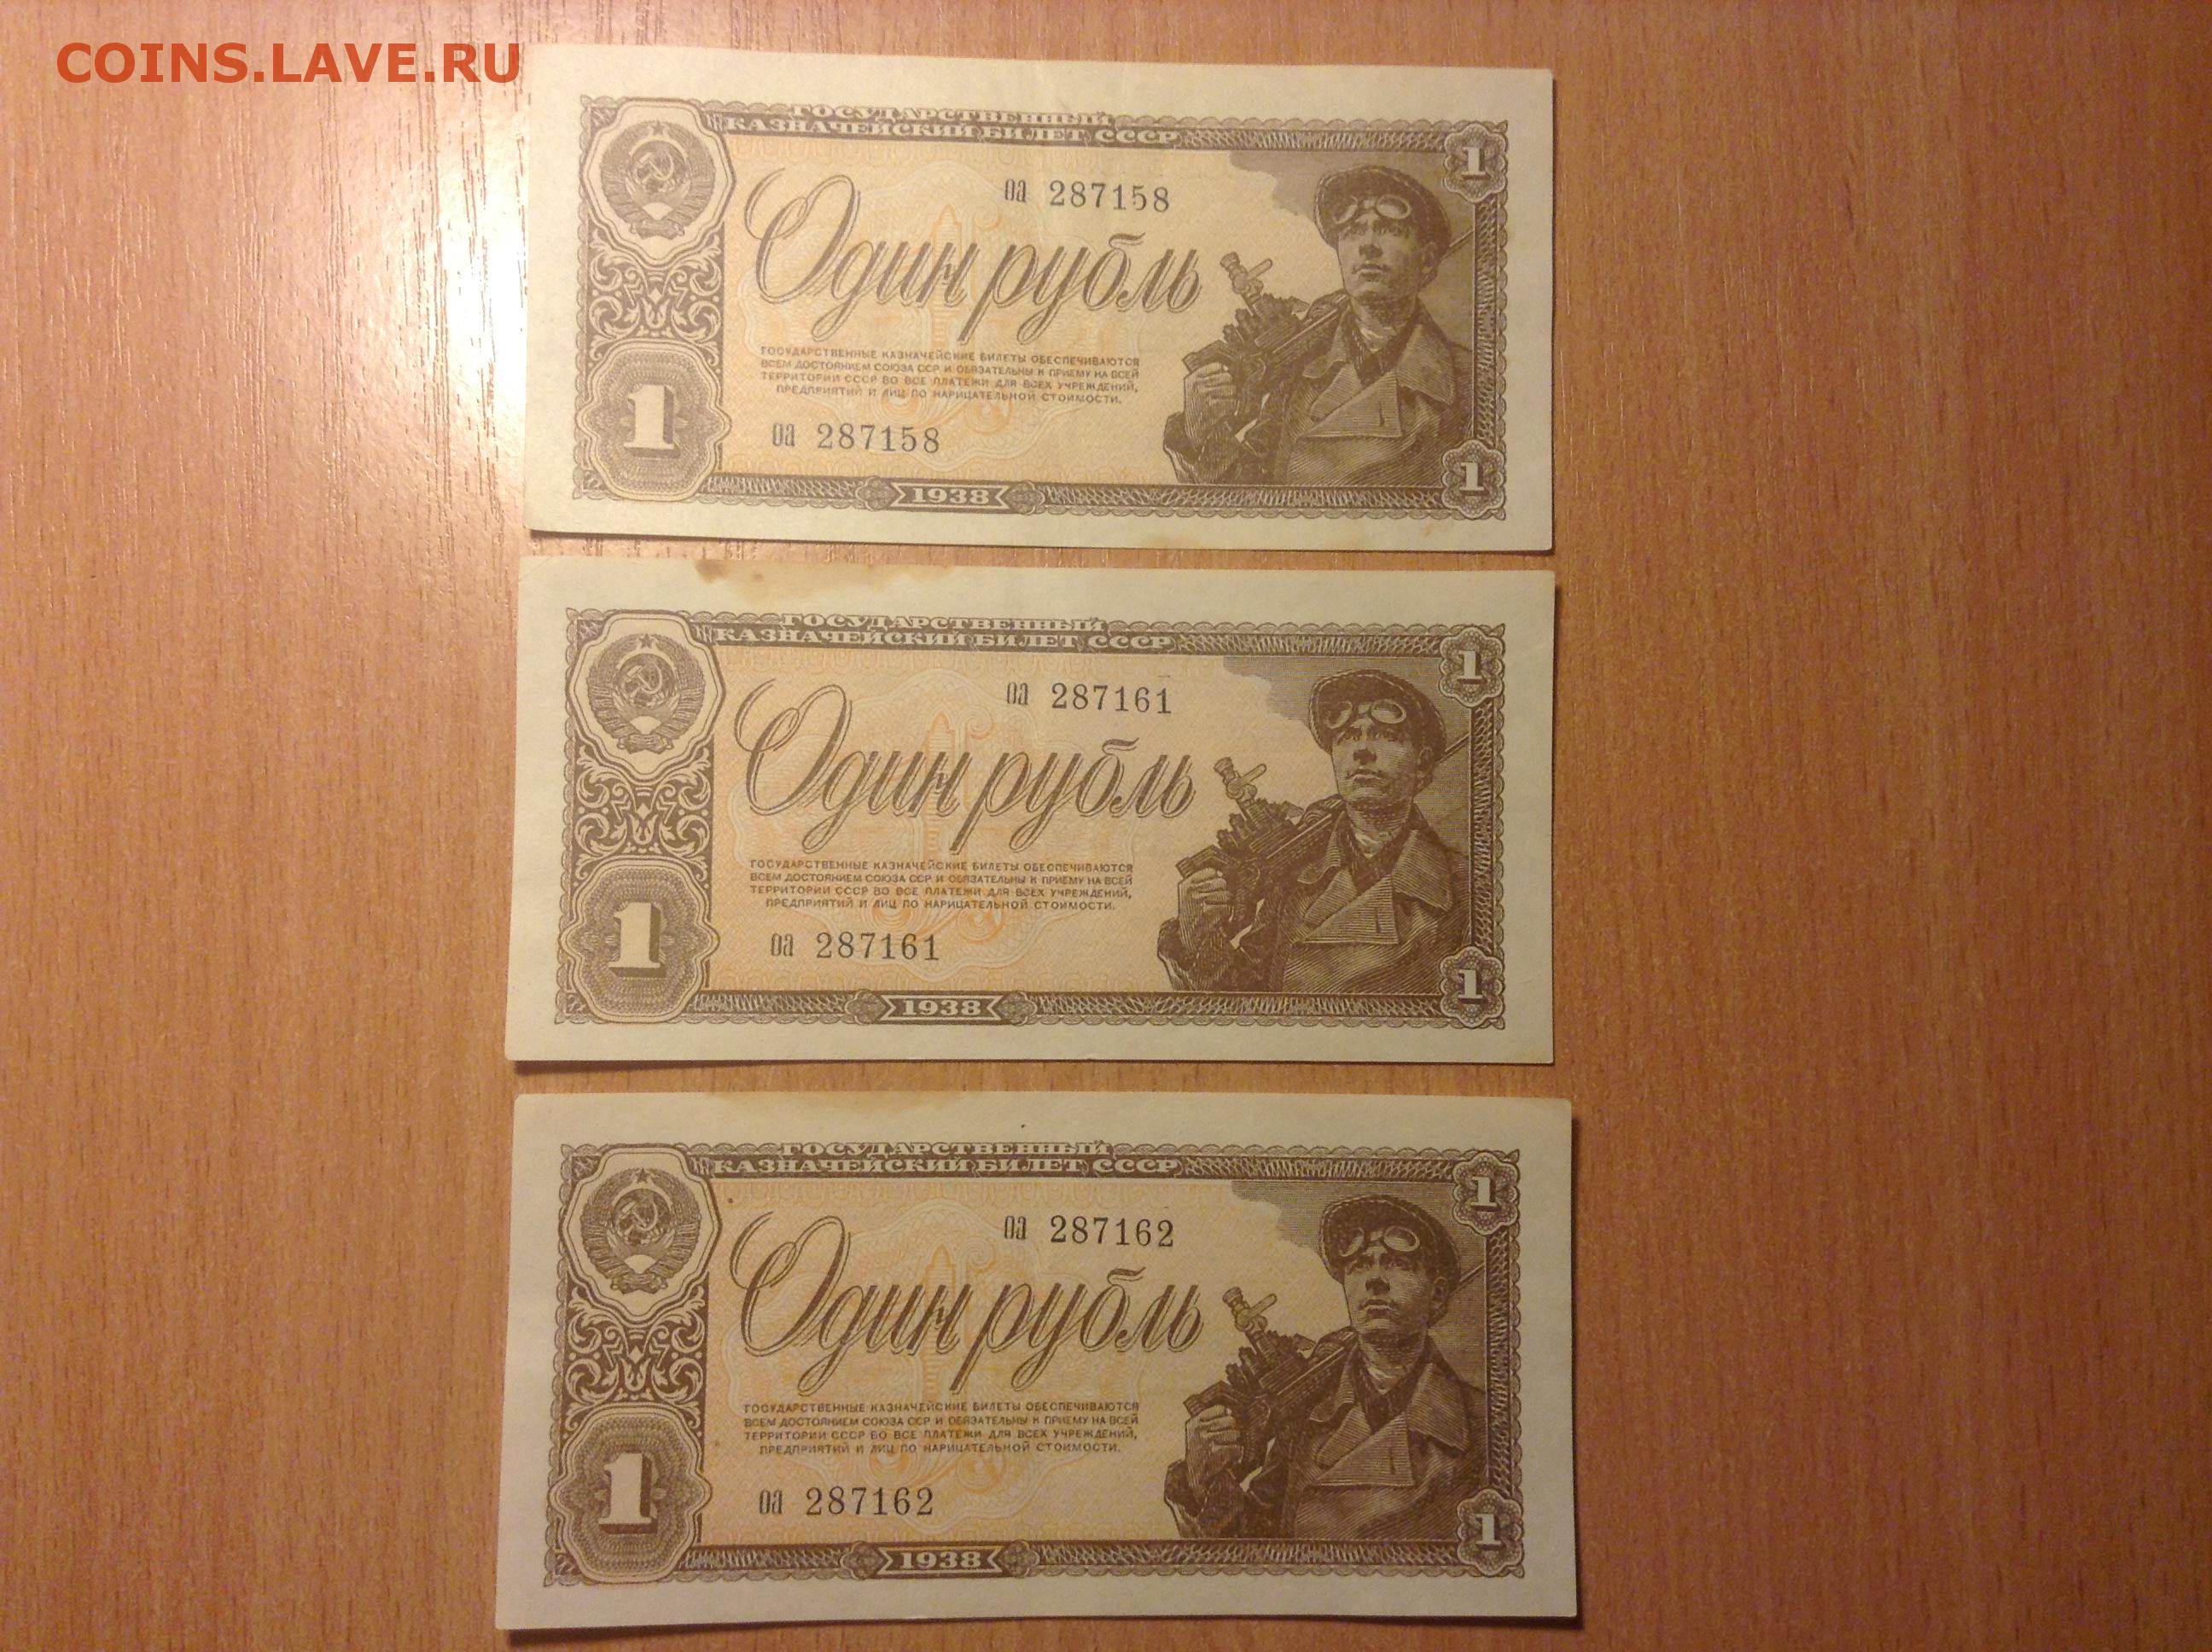 COINS.LAVE.RU
ГОСУДАРСТВЕННЫЙ
КАЗНАЧЕЙСКИЙ БИЛЕТ СССР
1
оа 287158
Один рубль
ГОСУДАРСТВЕННЫЕ КАЗНАЧЕЙСКИЕ БИЛЕТЫ ОБЕСПЕЧИВАЮТСЯ
ВСЕМ ДОСТОЯНИЕМ СОЮЗА ССР И ОБЯЗАТЕЛЬНЫ К ПРИЕМУ НА ВСЕЙ
ТЕРРИТОРИИ СССР ВО ВСЕ ПЛАТЕЖИ ДЛЯ ВСЕХ УЧРЕЖДЕНИЙ,
ПРЕДПРИЯТИЙ И ЛИЦ ПО НАРИЦАТЕЛЬНОЙ СТОИМОСТИ.
1
оа 287158
1
1938
ГОСУДАРСТВЕННЫЙ
КАЗНАЧЕЙСКИЙ БИЛЕТ СССР
1
оа 287161
Один рубль
ГОСУДАРСТВЕННЫЕ КАЗНАЧЕЙСКИЕ БИЛЕТЫ ОБЕСПЕЧИВАЮТСЯ
ВСЕМ ДОСТОЯНИЕМ СОЮЗА ССР И ОБЯЗАТЕЛЬНЫ К ПРИЕМУ НА ВСЕЙ
ТЕРРИТОРИИ СССР ВО ВСЕ ПЛАТЕЖИ ДЛЯ ВСЕХ УЧРЕЖДЕНИЙ,
ПРЕДПРИЯТИЙ И ЛИЦ ПО НАРИЦАТЕЛЬНОЙ СТОИМОСТИ.
1
оа 287161
1
1938
ГОСУДАРСТВЕННЫЙ
КАЗНАЧЕЙСКИЙ БИЛЕТ СССР
1
оа 287162
Один рубль
ГОСУДАРСТВЕННЫЕ КАЗНАЧЕЙСКИЕ БИЛЕТЫ ОБЕСПЕЧИВАЮТСЯ
ВСЕМ ДОСТОЯНИЕМ СОЮЗА ССР И ОБЯЗАТЕЛЬНЫ К ПРИЕМУ НА ВСЕЙ
ТЕРРИТОРИИ СССР ВО ВСЕ ПЛАТЕЖИ ДЛЯ ВСЕХ УЧРЕЖДЕНИЙ,
ПРЕДПРИЯТИЙ И ЛИЦ ПО НАРИЦАТЕЛЬНОЙ СТОИМОСТИ.
1
оа 287162
1
1938